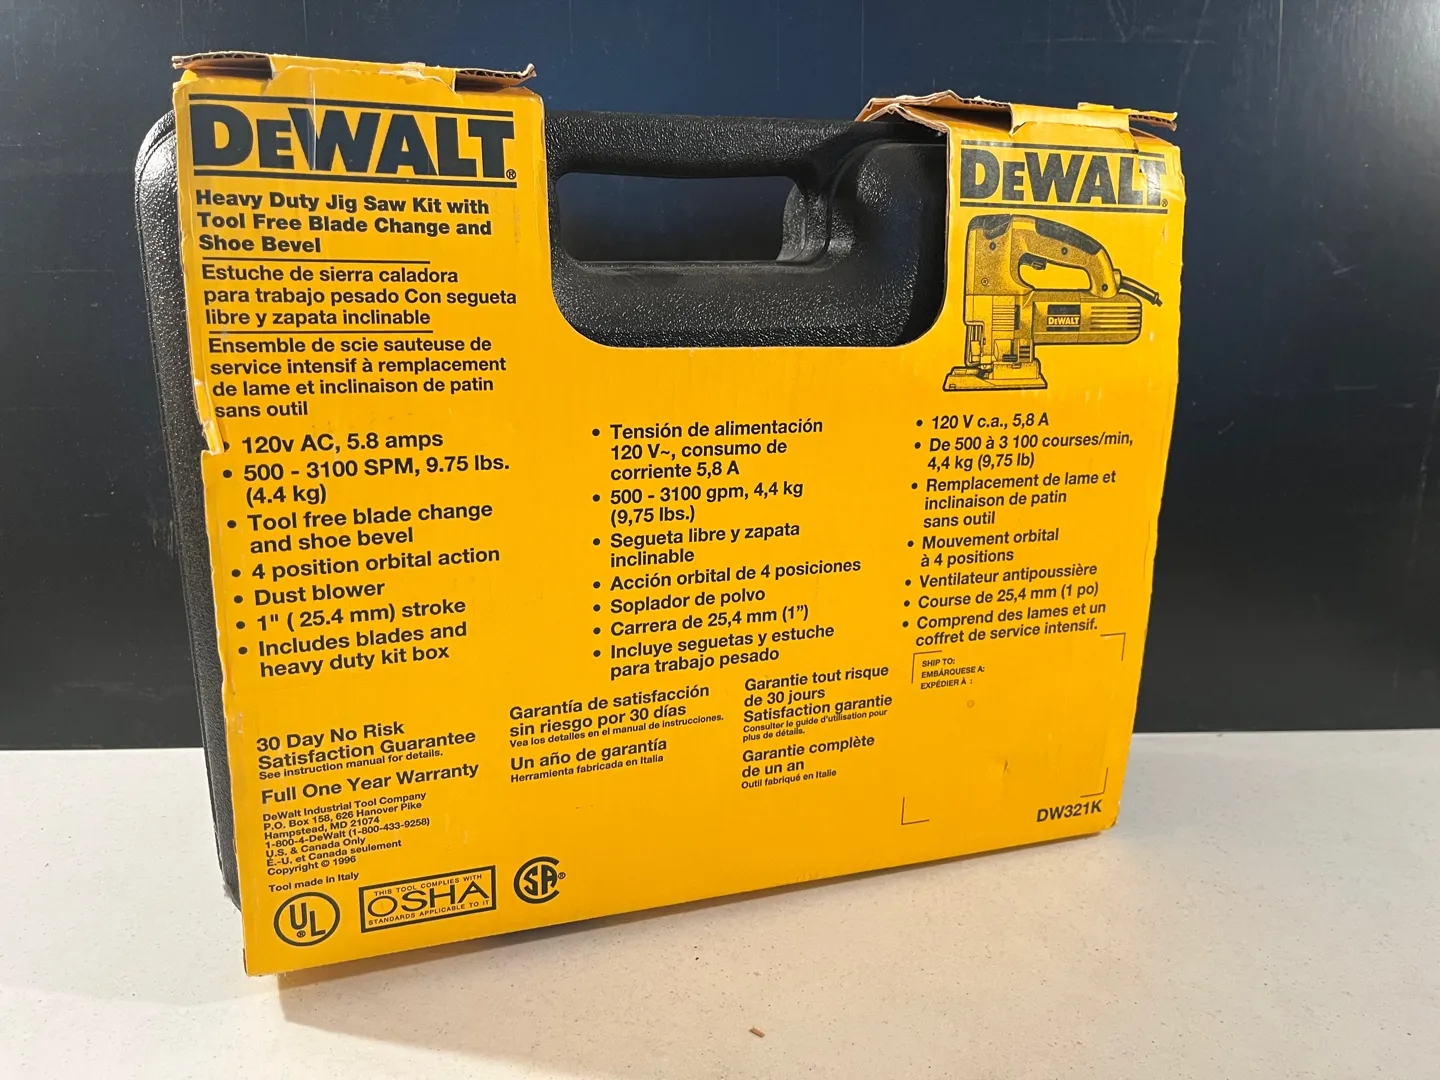 DEWALT®
Heavy Duty Jig Saw Kit with
Tool Free Blade Change and
Shoe Bevel
Estuche de sierra caladora
para trabajo pesado Con segueta
libre y zapata inclinable
Ensemble de scie sauteuse de
service intensif à remplacement
de lame et inclinaison de patin
sans outil
• 120v AC, 5.8 amps
• 500 - 3100 SPM, 9.75 lbs.
(4.4 kg)
• Tool free blade change
and shoe bevel
• 4 position orbital action
• Dust blower
• 1" ( 25.4 mm) stroke
• Includes blades and
heavy duty kit box
30 Day No Risk
Satisfaction Guarantee
See instruction manual for details.
Full One Year Warranty
DeWalt Industrial Tool Company
P.O. Box 158, 626 Hanover Pike
Hampstead, MD 21074
1-800-4-DeWalt (1-800-433-9258)
U.S. & Canada Only
É.-U. et Canada seulement
Copyright © 1996
Tool made in Italy
UL®
THIS TOOL COMPLIES WITH
OSHA
STANDARDS APPLICABLE TO IT
SA®
• Tensión de alimentación
120 V~, consumo de
corriente 5,8 A
• 500 - 3100 gpm, 4,4 kg
(9,75 lbs.)
• Segueta libre y zapata
inclinable
• Acción orbital de 4 posiciones
• Soplador de polvo
• Carrera de 25,4 mm (1”)
• Incluye seguetas y estuche
para trabajo pesado
Garantía de satisfacción
sin riesgo por 30 días
Vea los detalles en el manual de instrucciones.
Un año de garantía
Herramienta fabricada en Italia
Garantie tout risque
de 30 jours
Satisfaction garantie
Consulter le guide d'utilisation pour
plus de détails.
Garantie complète
de un an
Outil fabriqué en Italie
DEWALT®
DEWALT
• 120 V c.a., 5,8 A
• De 500 à 3 100 courses/min,
4,4 kg (9,75 lb)
• Remplacement de lame et
inclinaison de patin
sans outil
• Mouvement orbital
à 4 positions
• Ventilateur antipoussière
• Course de 25,4 mm (1 po)
• Comprend des lames et un
coffret de service intensif.
SHIP TO:
EMBÁRQUESE A:
EXPÉDIER À :
DW321K